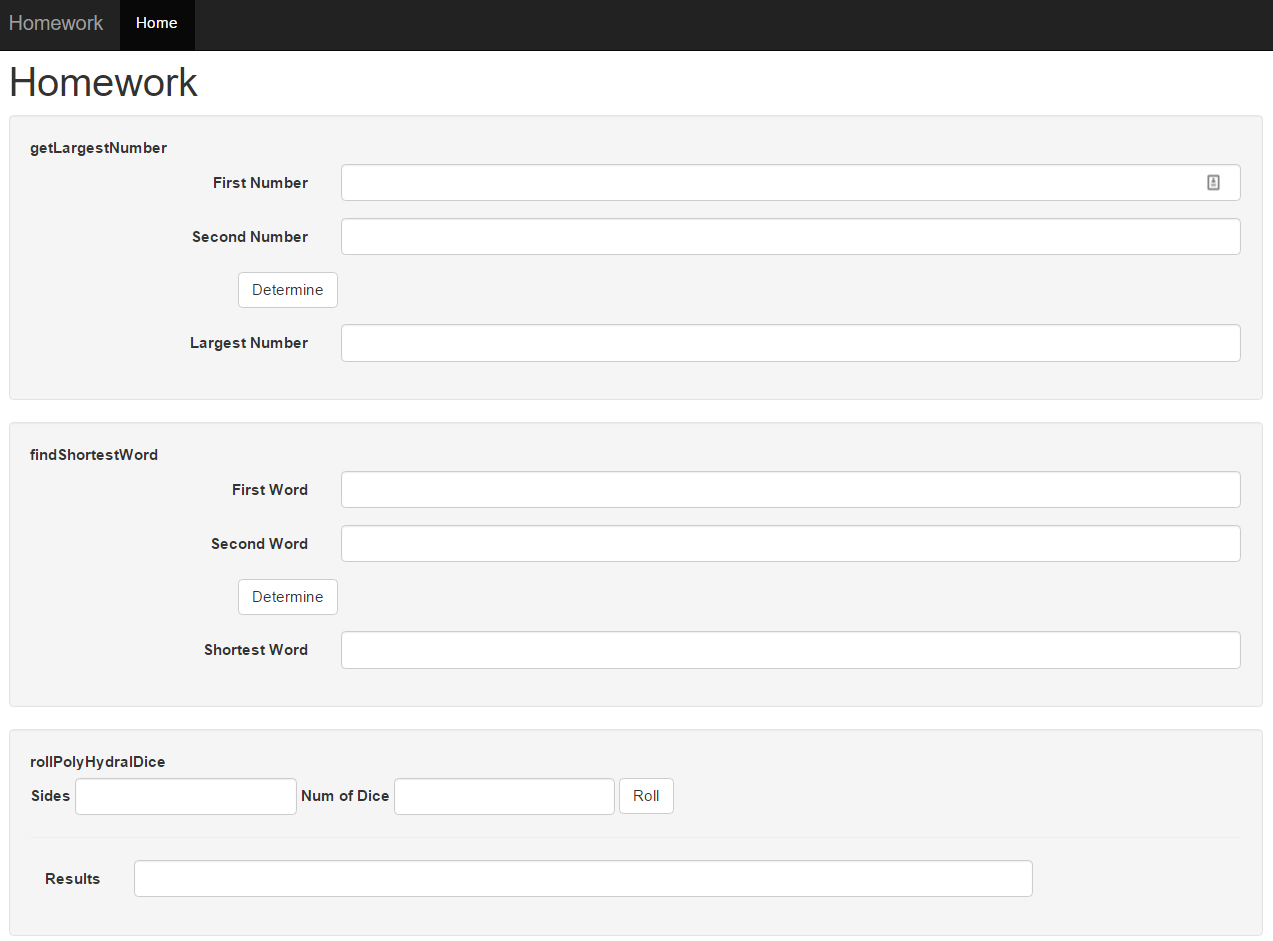 Homework Home
Homework
getLargestNumber
First Number
Second Number
Determine
Largest Number
findShortestWord
First Word
Second Word
Determine
Shortest Word
rollPolyHydralDice
Sides Num of Dice Roll
Results